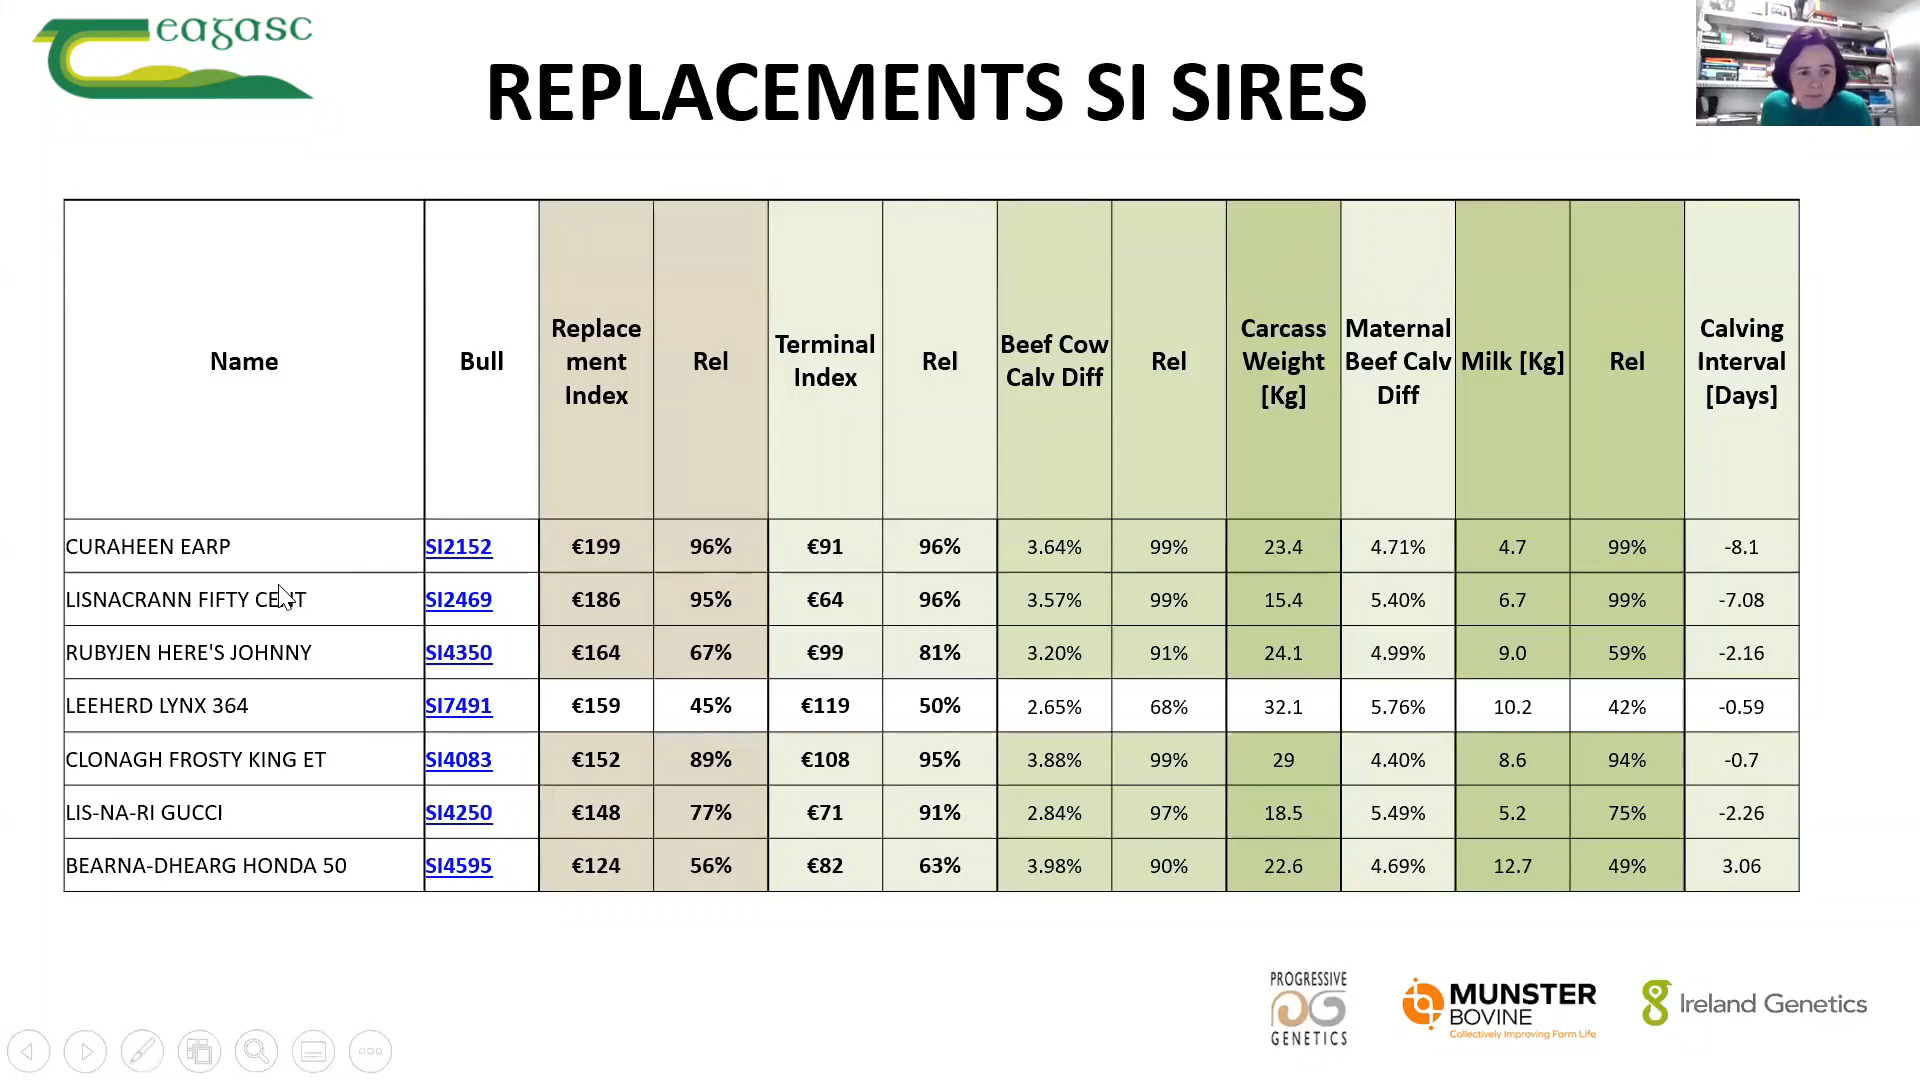 eagasc
REPLACEMENTS SI SIRES
Name
Bull
Replace
ment
Index
Rel
Terminal
Index
Rel
Beef Cow
Calv Diff
Rel
Carcass
Weight
[Kg]
Maternal
Beef Calv
Diff
Milk [Kg]
Rel
Calving
Interval
[Days]
CURAHEEN EARP SI2152 €199 96% €91 96% 3.64% 99% 23.4 4.71% 4.7 99% -8.1
LISNACRANN FIFTY CENT SI2469 €186 95% €64 96% 3.57% 99% 15.4 5.40% 6.7 99% -7.08
RUBYJEN HERE'S JOHNNY SI4350 €164 67% €99 81% 3.20% 91% 24.1 4.99% 9.0 59% -2.16
LEEHERD LYNX 364 SI7491 €159 45% €119 50% 2.65% 68% 32.1 5.76% 10.2 42% -0.59
CLONAGH FROSTY KING ET SI4083 €152 89% €108 95% 3.88% 99% 29 4.40% 8.6 94% -0.7
LIS-NA-RI GUCCI SI4250 €148 77% €71 91% 2.84% 97% 18.5 5.49% 5.2 75% -2.26
BEARNA-DHEARG HONDA 50 SI4595 €124 56% €82 63% 3.98% 90% 22.6 4.69% 12.7 49% 3.06
PROGRESSIVE
GENETICS
MUNSTER
BOVINE
Collectively Improving Farm Life
Ireland Genetics